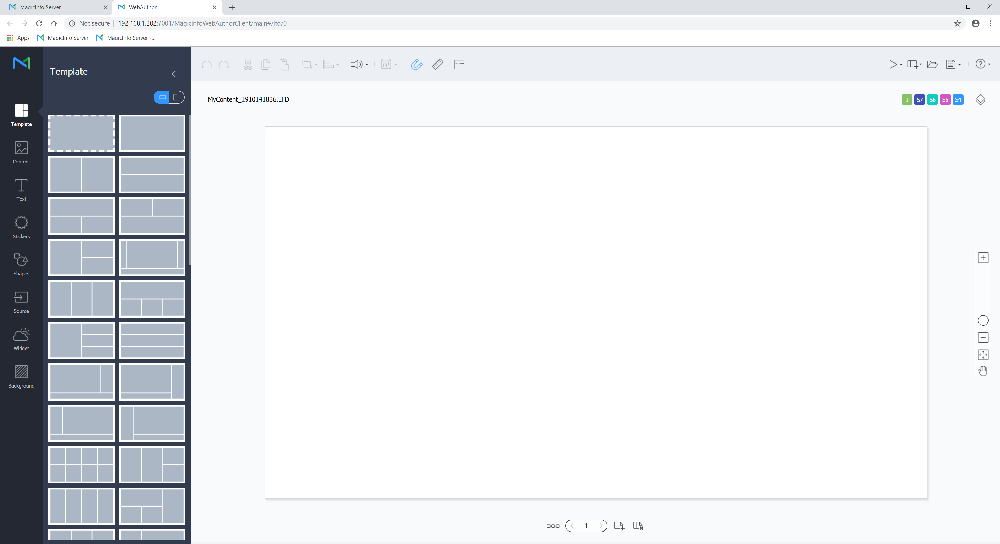 MagicInfo Server
WebAuthor
Not secure
192.168.1.202:7001/MagicInfoWebAuthorClient/main#/lfd/0
Apps
MagicInfo Server
MagicInfo Server -...
Template
MyContent_1910141836.LFD
I
S7
S6
S5
S4
Template
Content
Text
Stickers
Shapes
Source
Widget
Background
1
M